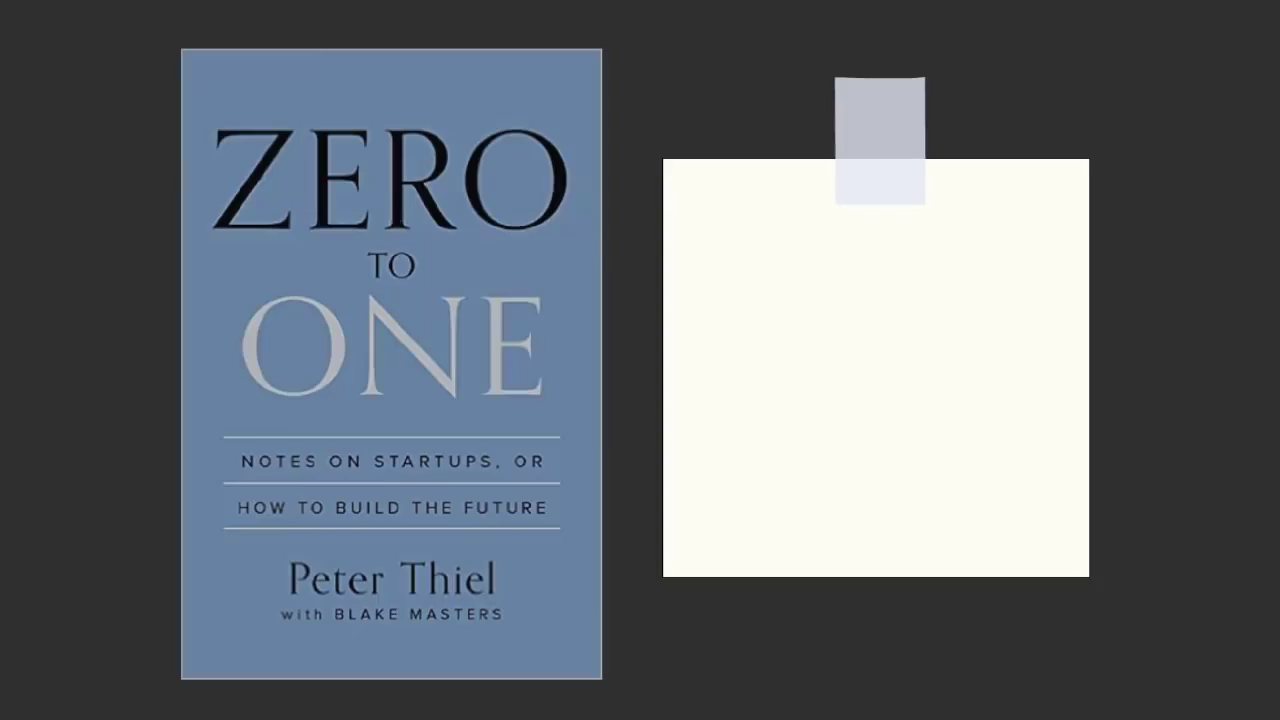 ZERO
TO
ONE
NOTES ON STARTUPS, OR
HOW TO BUILD THE FUTURE
Peter Thiel
with BLAKE MASTERS